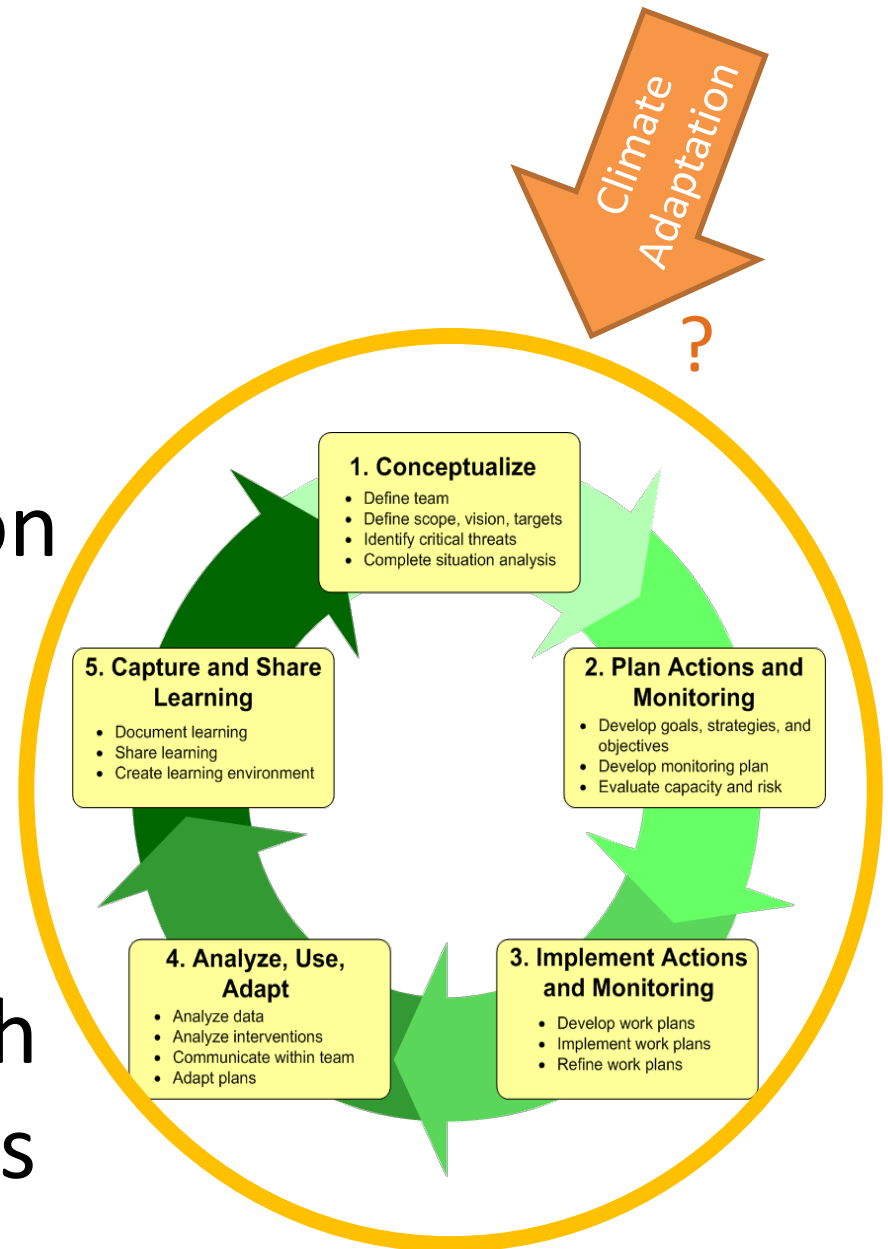 Climate
Adaptation
?
1. Conceptualize
• Define team
• Define scope, vision, targets
• Identify critical threats
• Complete situation analysis
on
5. Capture and Share
Learning
• Document learning
• Share learning
• Create learning environment
2. Plan Actions and
Monitoring
• Develop goals, strategies, and
objectives
• Develop monitoring plan
• Evaluate capacity and risk
4. Analyze, Use,
Adapt
• Analyze data
• Analyze interventions
• Communicate within team
• Adapt plans
3. Implement Actions
and Monitoring
• Develop work plans
• Implement work plans
• Refine work plans
h
s